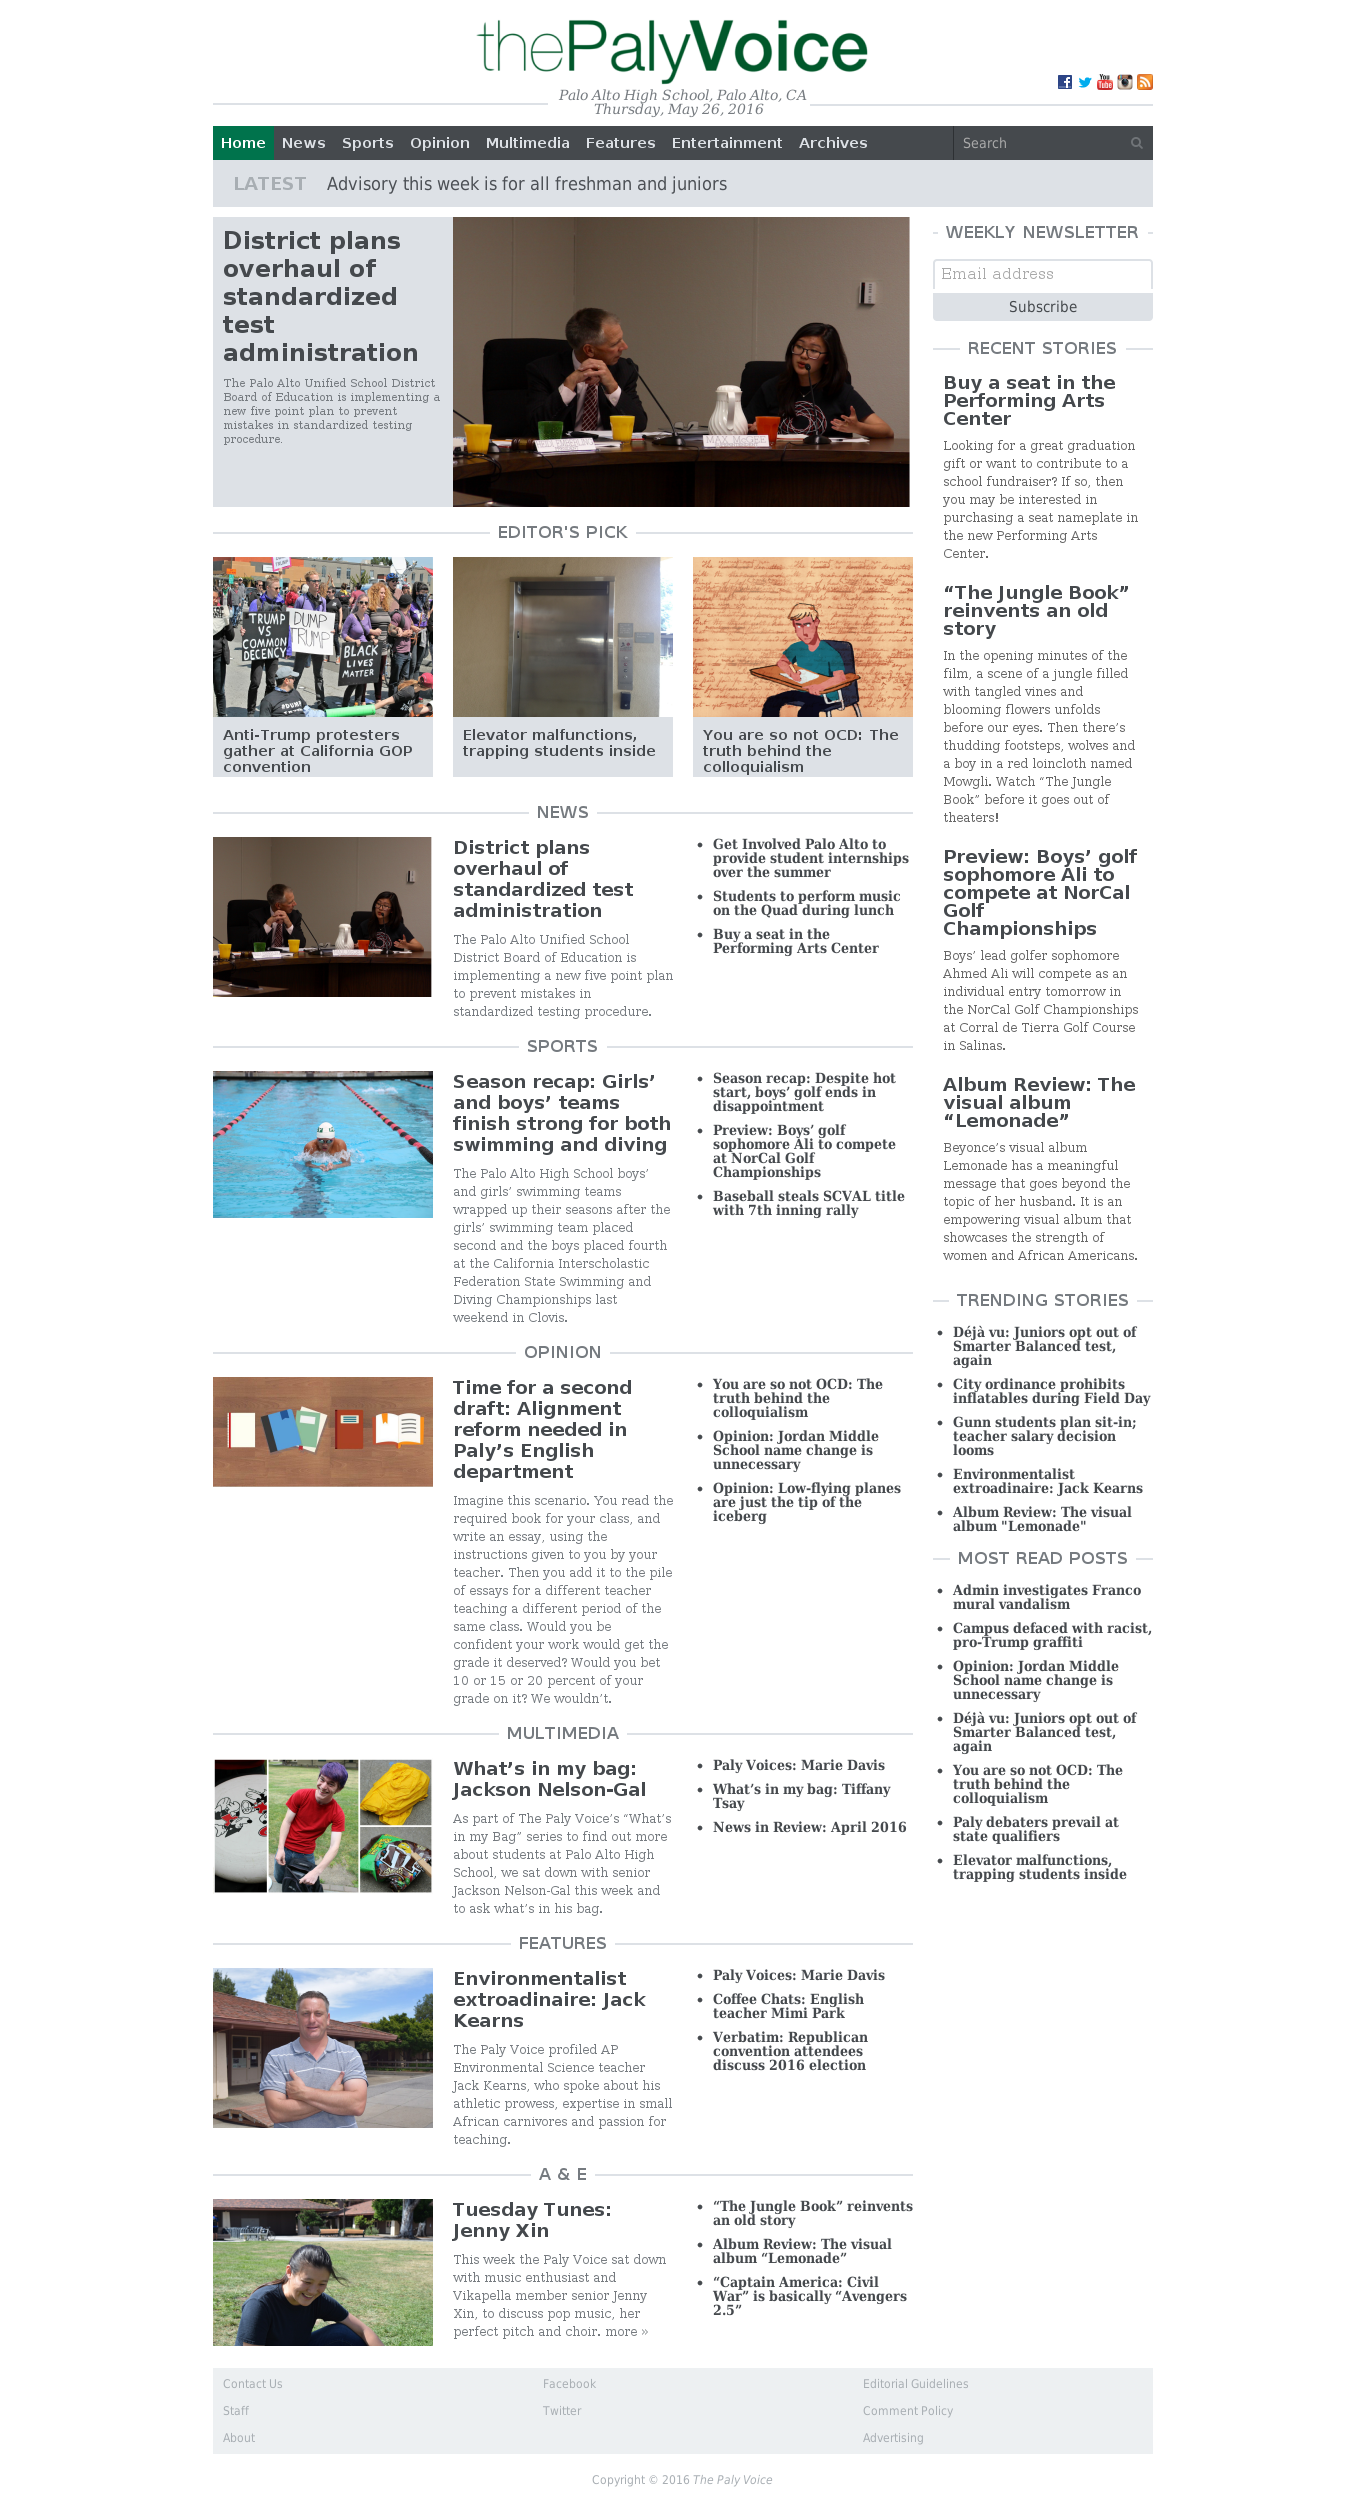 thePalyVoice
Palo Alto High School, Palo Alto, CA
Thursday, May 26, 2016
Home News Sports Opinion Multimedia Features Entertainment Archives Search
LATEST Advisory this week is for all freshman and juniors
District plans
overhaul of
standardized
test
administration
The Palo Alto Unified School District
Board of Education is implementing a
new five point plan to prevent
mistakes in standardized testing
procedure.
EDITOR'S PICK
TRUMP
VS
COMMON
DECENCY
DUMP
TRUMP
BLACK
LIVES
MATTER
1
Anti-Trump protesters
gather at California GOP
convention
Elevator malfunctions,
trapping students inside
You are so not OCD: The
truth behind the
colloquialism
NEWS
District plans
overhaul of
standardized test
administration
The Palo Alto Unified School
District Board of Education is
implementing a new five point plan
to prevent mistakes in
standardized testing procedure.
• Get Involved Palo Alto to
provide student internships
over the summer
• Students to perform music
on the Quad during lunch
• Buy a seat in the
Performing Arts Center
SPORTS
Season recap: Girls’
and boys’ teams
finish strong for both
swimming and diving
The Palo Alto High School boys’
and girls’ swimming teams
wrapped up their seasons after the
girls’ swimming team placed
second and the boys placed fourth
at the California Interscholastic
Federation State Swimming and
Diving Championships last
weekend in Clovis.
• Season recap: Despite hot
start, boys’ golf ends in
disappointment
• Preview: Boys’ golf
sophomore Ali to compete
at NorCal Golf
Championships
• Baseball steals SCVAL title
with 7th inning rally
OPINION
Time for a second
draft: Alignment
reform needed in
Paly’s English
department
Imagine this scenario. You read the
required book for your class, and
write an essay, using the
instructions given to you by your
teacher. Then you add it to the pile
of essays for a different teacher
teaching a different period of the
same class. Would you be
confident your work would get the
grade it deserved? Would you bet
10 or 15 or 20 percent of your
grade on it? We wouldn’t.
• You are so not OCD: The
truth behind the
colloquialism
• Opinion: Jordan Middle
School name change is
unnecessary
• Opinion: Low-flying planes
are just the tip of the
iceberg
MULTIMEDIA
What’s in my bag:
Jackson Nelson-Gal
As part of The Paly Voice’s “What’s
in my Bag” series to find out more
about students at Palo Alto High
School, we sat down with senior
Jackson Nelson-Gal this week and
to ask what’s in his bag.
• Paly Voices: Marie Davis
• What’s in my bag: Tiffany
Tsay
• News in Review: April 2016
FEATURES
Environmentalist
extroadinaire: Jack
Kearns
The Paly Voice profiled AP
Environmental Science teacher
Jack Kearns, who spoke about his
athletic prowess, expertise in small
African carnivores and passion for
teaching.
• Paly Voices: Marie Davis
• Coffee Chats: English
teacher Mimi Park
• Verbatim: Republican
convention attendees
discuss 2016 election
A & E
Tuesday Tunes:
Jenny Xin
This week the Paly Voice sat down
with music enthusiast and
Vikapella member senior Jenny
Xin, to discuss pop music, her
perfect pitch and choir. more »
• “The Jungle Book” reinvents
an old story
• Album Review: The visual
album “Lemonade”
• “Captain America: Civil
War” is basically “Avengers
2.5”
WEEKLY NEWSLETTER
Email address
Subscribe
RECENT STORIES
Buy a seat in the
Performing Arts
Center
Looking for a great graduation
gift or want to contribute to a
school fundraiser? If so, then
you may be interested in
purchasing a seat nameplate in
the new Performing Arts
Center.
“The Jungle Book”
reinvents an old
story
In the opening minutes of the
film, a scene of a jungle filled
with tangled vines and
blooming flowers unfolds
before our eyes. Then there’s
thudding footsteps, wolves and
a boy in a red loincloth named
Mowgli. Watch “The Jungle
Book” before it goes out of
theaters!
Preview: Boys’ golf
sophomore Ali to
compete at NorCal
Golf
Championships
Boys’ lead golfer sophomore
Ahmed Ali will compete as an
individual entry tomorrow in
the NorCal Golf Championships
at Corral de Tierra Golf Course
in Salinas.
Album Review: The
visual album
“Lemonade”
Beyonce’s visual album
Lemonade has a meaningful
message that goes beyond the
topic of her husband. It is an
empowering visual album that
showcases the strength of
women and African Americans.
TRENDING STORIES
• Déjà vu: Juniors opt out of
Smarter Balanced test,
again
• City ordinance prohibits
inflatables during Field Day
• Gunn students plan sit-in;
teacher salary decision
looms
• Environmentalist
extroadinaire: Jack Kearns
• Album Review: The visual
album "Lemonade"
MOST READ POSTS
• Admin investigates Franco
mural vandalism
• Campus defaced with racist,
pro-Trump graffiti
• Opinion: Jordan Middle
School name change is
unnecessary
• Déjà vu: Juniors opt out of
Smarter Balanced test,
again
• You are so not OCD: The
truth behind the
colloquialism
• Paly debaters prevail at
state qualifiers
• Elevator malfunctions,
trapping students inside
Contact Us Facebook Editorial Guidelines
Staff Twitter Comment Policy
About Advertising
Copyright © 2016 The Paly Voice